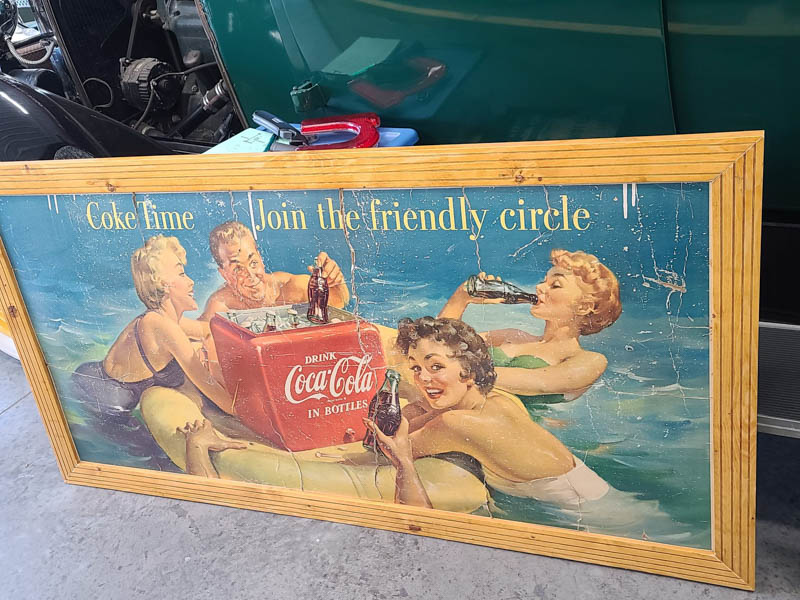 Coke Time
Join the friendly circle
DRINK
Coca-Cola
IN BOTTLES